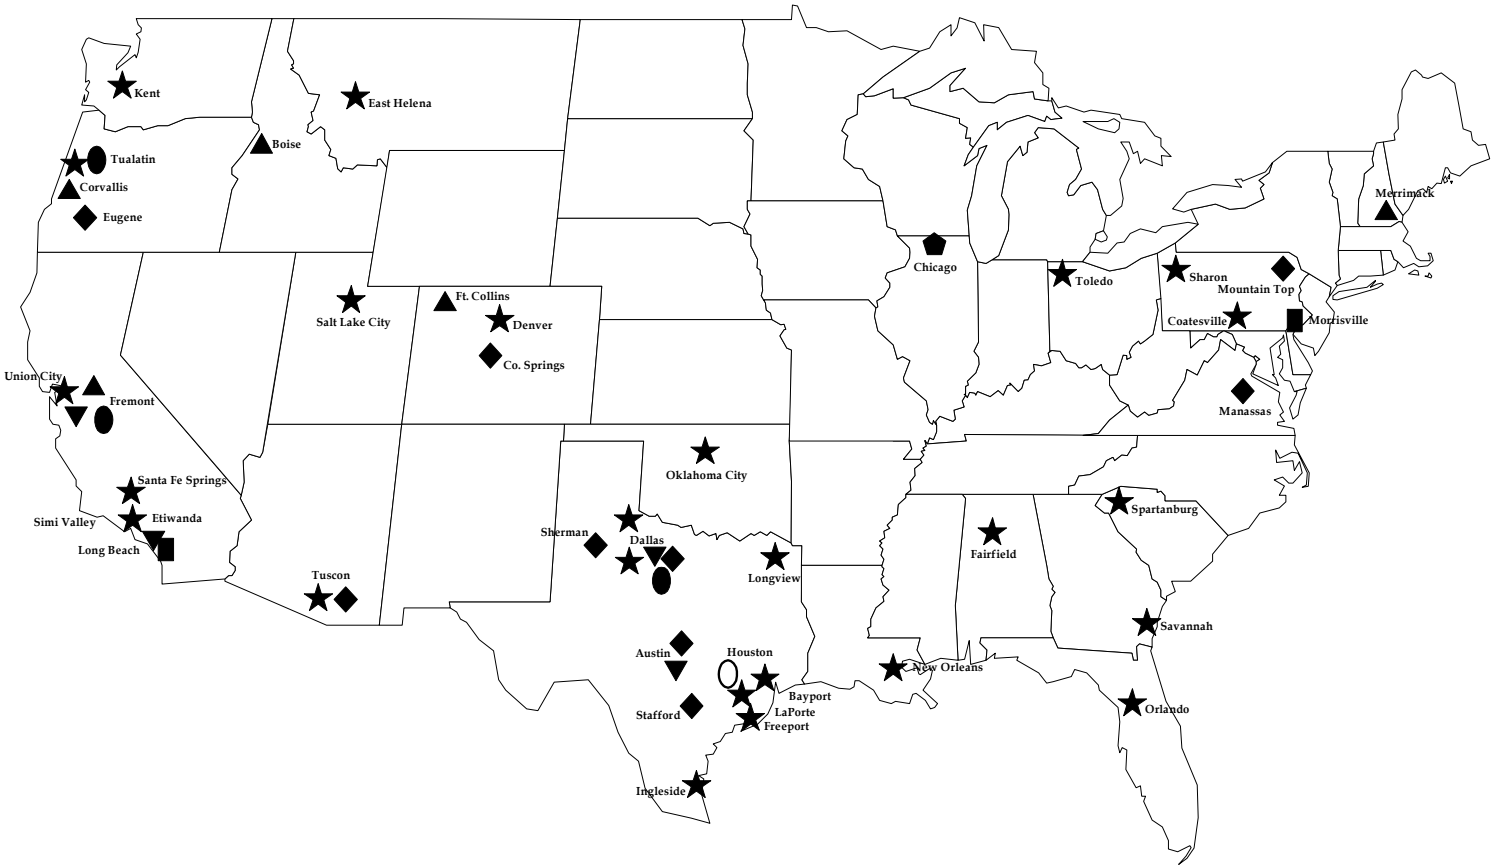 Kent
East Helena
Boise
Tualatin
Corvallis
Merrimack
Eugene
Chicago
Toledo
Sharon
Mountain Top
Ft. Collins
Salt Lake City
Denver
Coatesville
Morrisville
Co. Springs
Union City
Fremont
Manassas
Oklahoma City
Santa Fe Springs
Spartanburg
Simi Valley
Etiwanda
Sherman
Dallas
Long Beach
Fairfield
Longview
Tuscon
Savannah
Austin
Houston
New Orleans
Bayport
LaPorte
Stafford
Freeport
Orlando
Ingleside